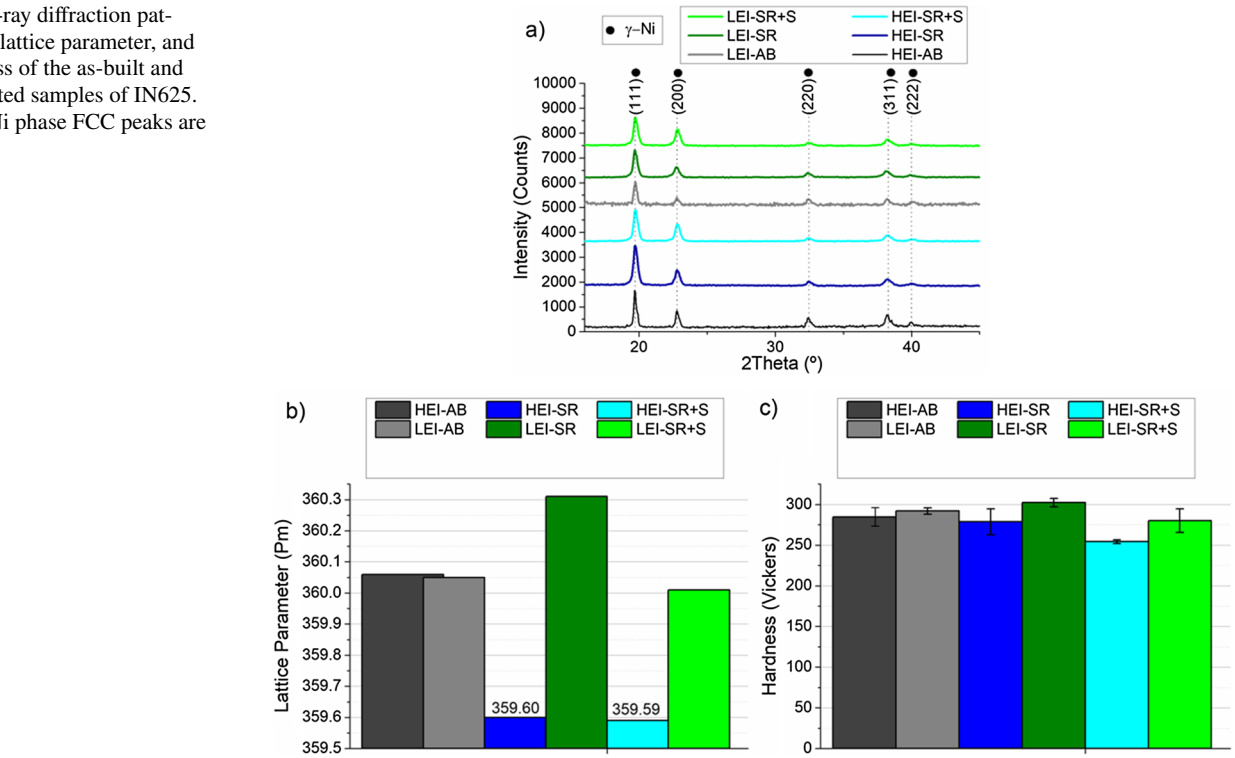 -ray diffraction pat-
lattice parameter, and
ss of the as-built and
ted samples of IN625.
Ni phase FCC peaks are
a)
● γ–Ni
LEI-SR+S HEI-SR+S
LEI-SR HEI-SR
LEI-AB HEI-AB
(111) (200) (220) (311) (222)
10000
9000
8000
7000
6000
5000
4000
3000
2000
1000
0
Intensity (Counts)
20 30 40
2Theta (º)
b)
HEI-AB HEI-SR HEI-SR+S
LEI-AB LEI-SR LEI-SR+S
360.3
360.2
360.1
360.0
359.9
359.8
359.7
359.6
359.5
Lattice Parameter (Pm)
359.60 359.59
c)
HEI-AB HEI-SR HEI-SR+S
LEI-AB LEI-SR LEI-SR+S
300
250
200
150
100
50
0
Hardness (Vickers)